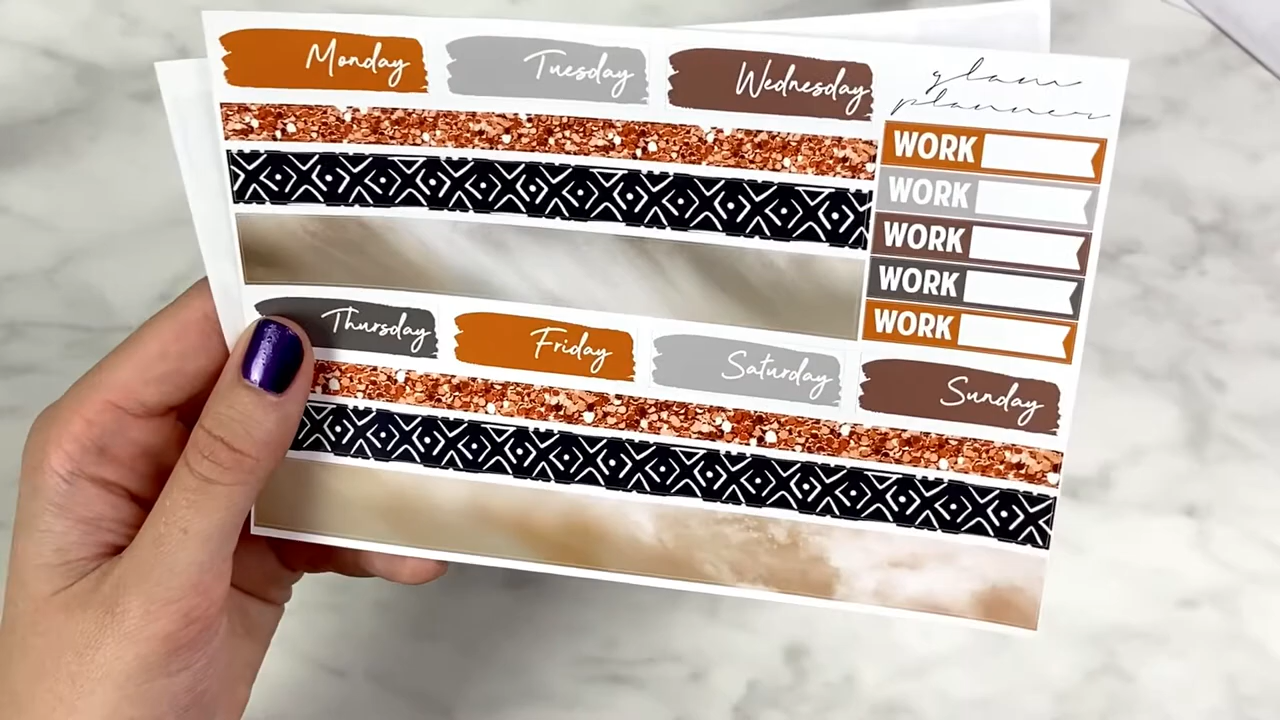 Monday
Tuesday
Wednesday
glam
planner
WORK
WORK
WORK
WORK
WORK
Thursday
Friday
Saturday
Sunday